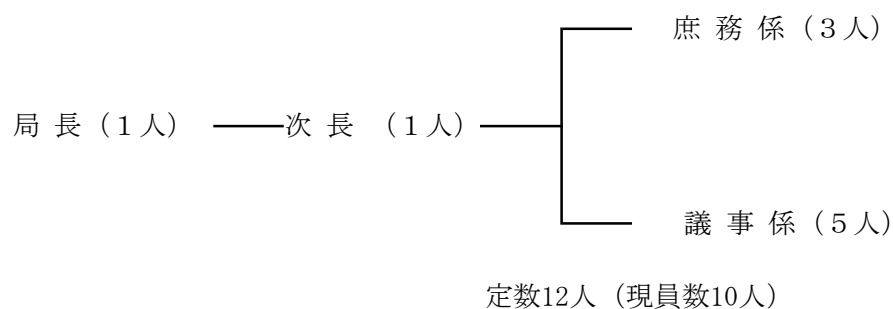 庶 務 係（３人）
局 長（１人） 次 長 （１人）
議 事 係（５人）
定数12人（現員数10人）